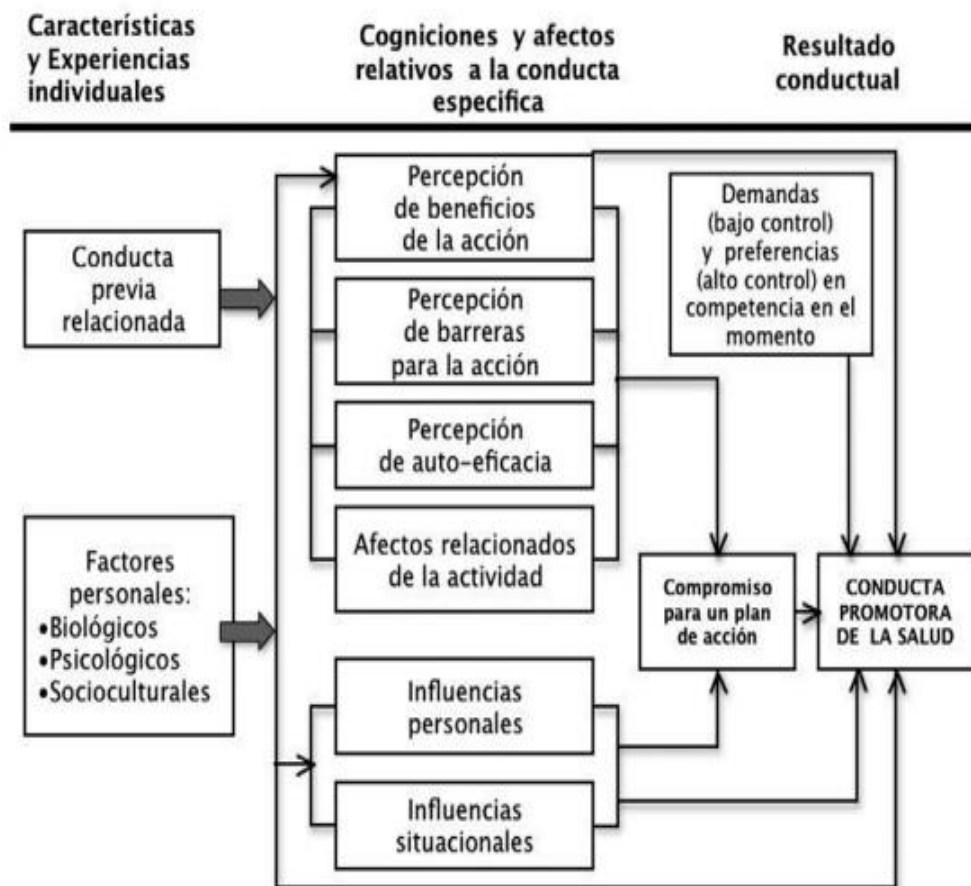 Características
y Experiencias
individuales
Cogniciones y afectos
relativos a la conducta
especifica
Resultado
conductual
Conducta
previa
relacionada
Factores
personales:
•Biológicos
•Psicológicos
•Socioculturales
Percepción
de beneficios
de la acción
Percepción
de barreras
para la acción
Percepción
de auto-eficacia
Afectos relacionados
de la actividad
Influencias
personales
Influencias
situacionales
Demandas
(bajo control)
y preferencias
(alto control) en
competencia en el
momento
Compromiso
para un plan
de acción
CONDUCTA
PROMOTORA
DE LA SALUD